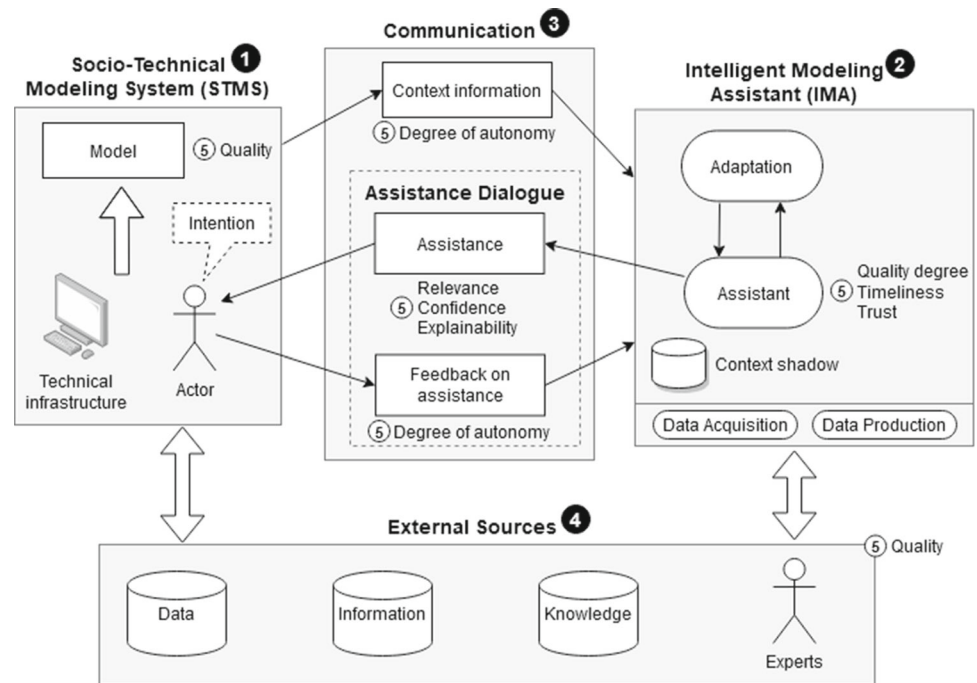 Socio-Technical 1
Modeling System (STMS)
Model
5 Quality
Intention
Technical
infrastructure
Actor
Communication 3
Context information
5 Degree of autonomy
Assistance Dialogue
Assistance
Relevance
5 Confidence
Explainability
Feedback on
assistance
5 Degree of autonomy
Intelligent Modeling 2
Assistant (IMA)
Adaptation
Assistant
Quality degree
5 Timeliness
Trust
Context shadow
Data Acquisition
Data Production
External Sources 4
5 Quality
Data
Information
Knowledge
Experts